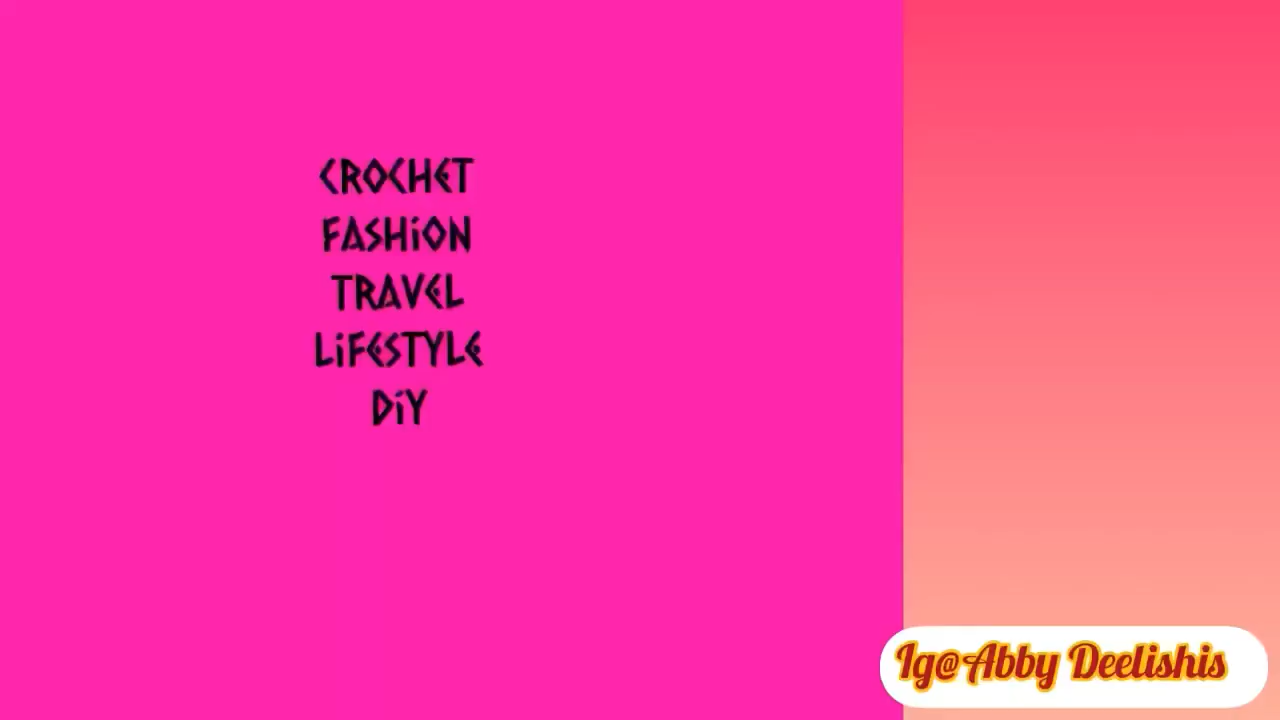 CROCHET
FASHiON
TRAVEL
LiFESTYLE
DiY
Ig@Abby Deelishis